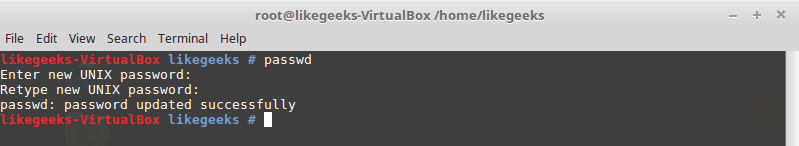 root@likegeeks-VirtualBox /home/likegeeks
File Edit View Search Terminal Help
likegeeks-VirtualBox likegeeks # passwd
Enter new UNIX password:
Retype new UNIX password:
passwd: password updated successfully
likegeeks-VirtualBox likegeeks #